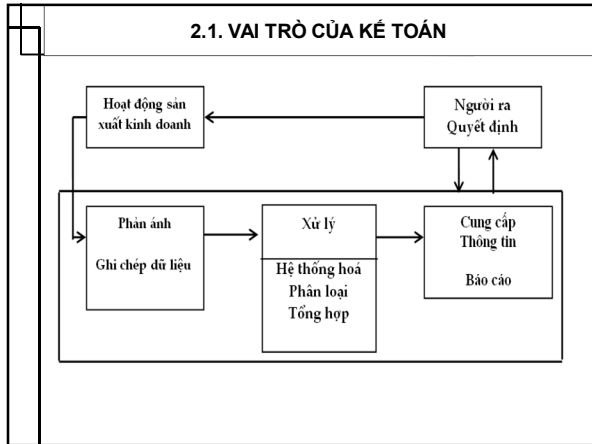 2.1. VAI TRÒ CỦA KẾ TOÁN
Hoạt động sản
xuất kinh doanh
Người ra
Quyết định
Phản ánh
Ghi chép dữ liệu
Xử lý
Hệ thống hoá
Phân loại
Tổng hợp
Cung cấp
Thông tin
Báo cáo